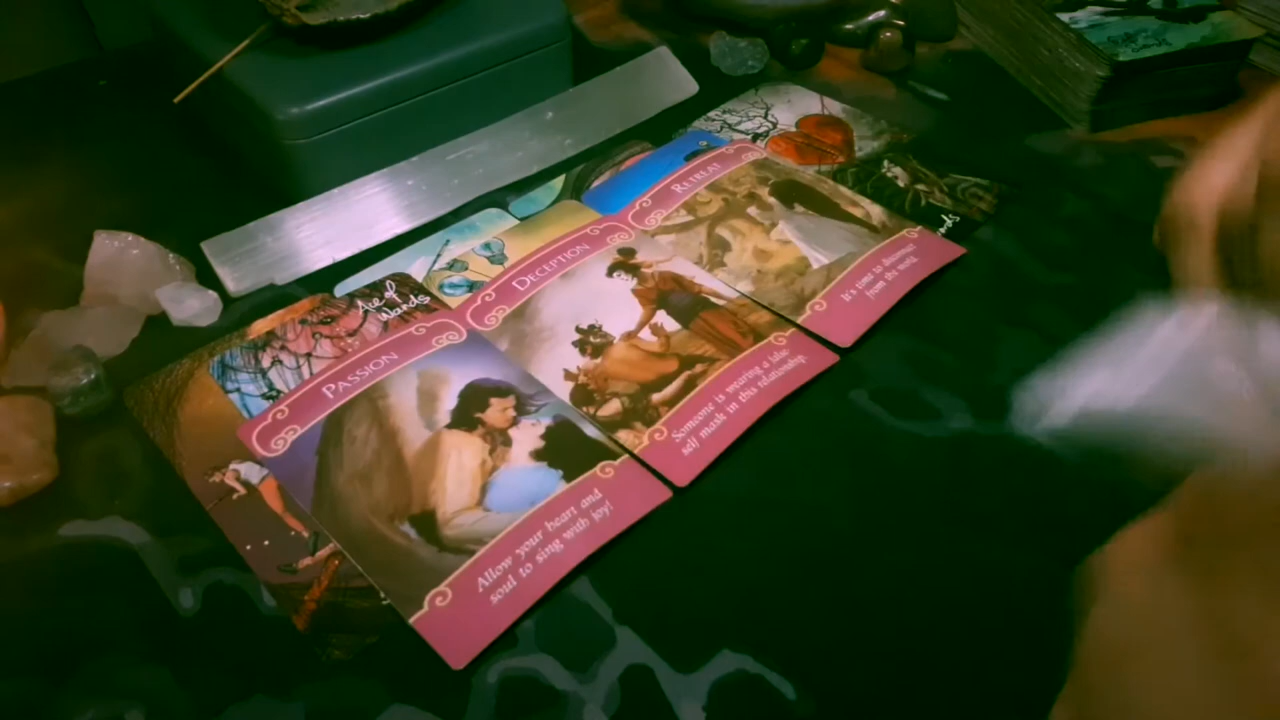 Ace of
Wands
PASSION
Allow your heart and
soul to sing with joy!
DECEPTION
Someone is wearing a false
self mask in this relationship.
RETREAT
It's time to disconnect
from the world.